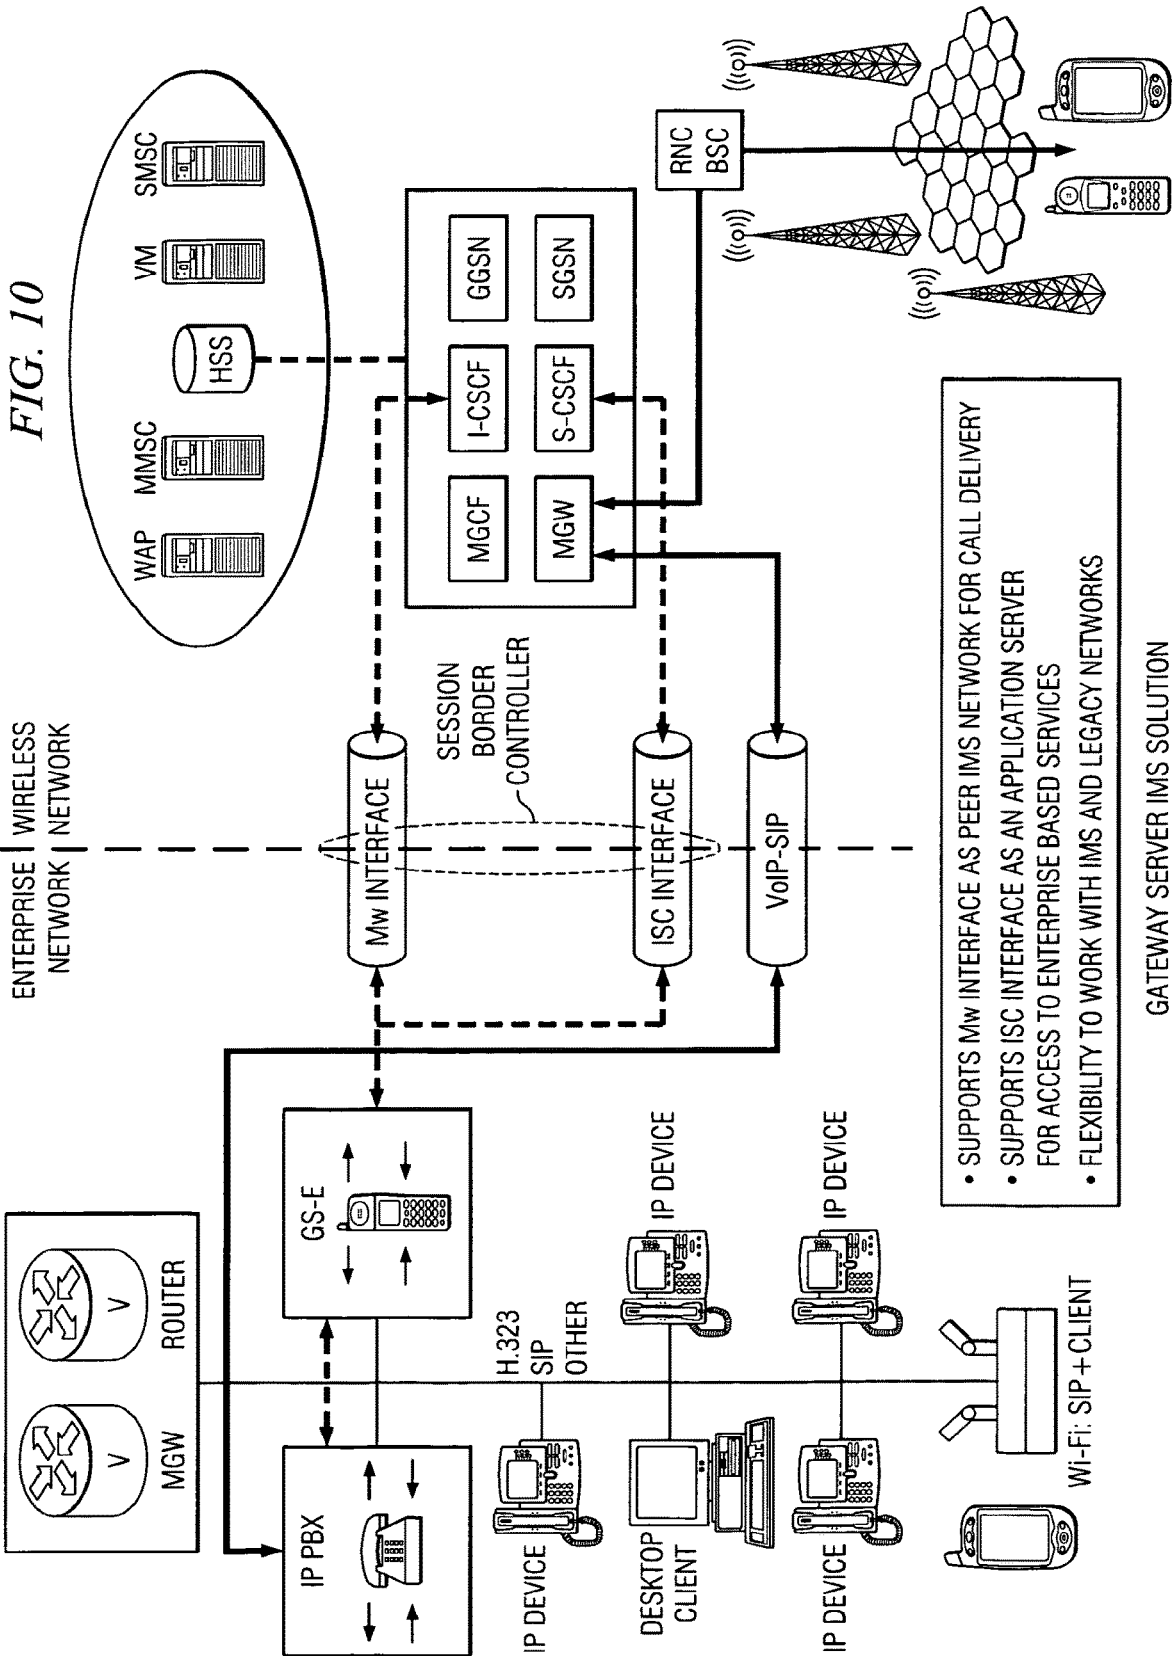 FIG. 10
ENTERPRISE
NETWORK
WIRELESS
NETWORK
WAP
MMSC
HSS
VM
SMSC
MGW
V
ROUTER
V
IP PBX
GS-E
Mw INTERFACE
SESSION
BORDER
CONTROLLER
ISC INTERFACE
VoIP-SIP
MGCF
I-CSCF
GGSN
MGW
S-CSCF
SGSN
RNC
BSC
H.323
SIP
OTHER
IP DEVICE
IP DEVICE
DESKTOP
CLIENT
IP DEVICE
IP DEVICE
Wi-Fi: SIP+CLIENT
• SUPPORTS Mw INTERFACE AS PEER IMS NETWORK FOR CALL DELIVERY
• SUPPORTS ISC INTERFACE AS AN APPLICATION SERVER
FOR ACCESS TO ENTERPRISE BASED SERVICES
• FLEXIBILITY TO WORK WITH IMS AND LEGACY NETWORKS
GATEWAY SERVER IMS SOLUTION